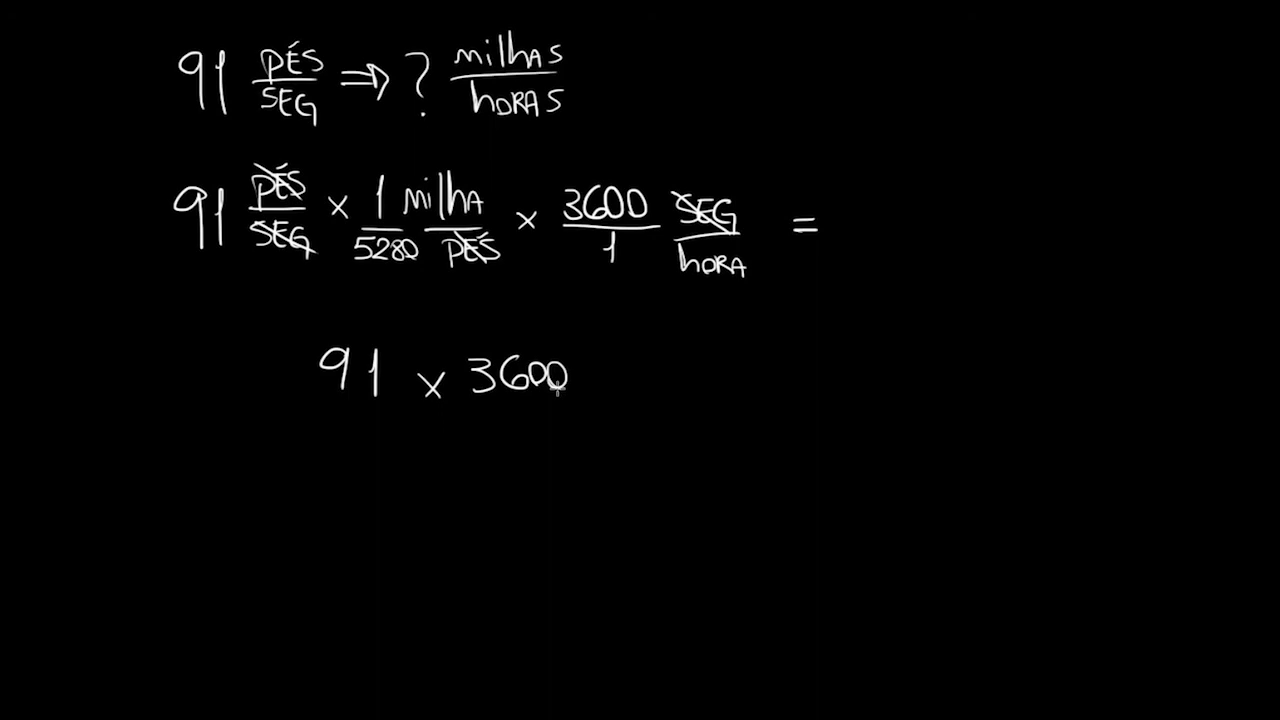 91 PÉS/SEG ⇒ ? milhAS/hORAS
91 PÉS/SEG × 1 milhA/5280 PÉS × 3600/1 SEG/hORA =
91 × 3600